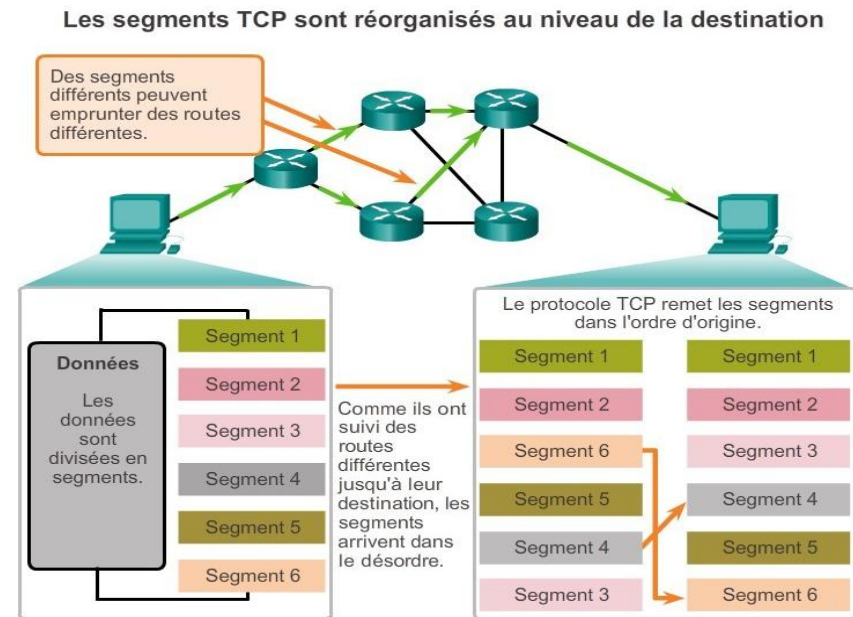 Les segments TCP sont réorganisés au niveau de la destination
Des segments
différents peuvent
emprunter des routes
différentes.
Données
Les
données
sont
divisées en
segments.
Segment 1
Segment 2
Segment 3
Segment 4
Segment 5
Segment 6
Comme ils ont
suivi des
routes
différentes
jusqu'à leur
destination, les
segments
arrivent dans
le désordre.
Le protocole TCP remet les segments
dans l'ordre d'origine.
Segment 1
Segment 2
Segment 6
Segment 5
Segment 4
Segment 3
Segment 1
Segment 2
Segment 3
Segment 4
Segment 5
Segment 6